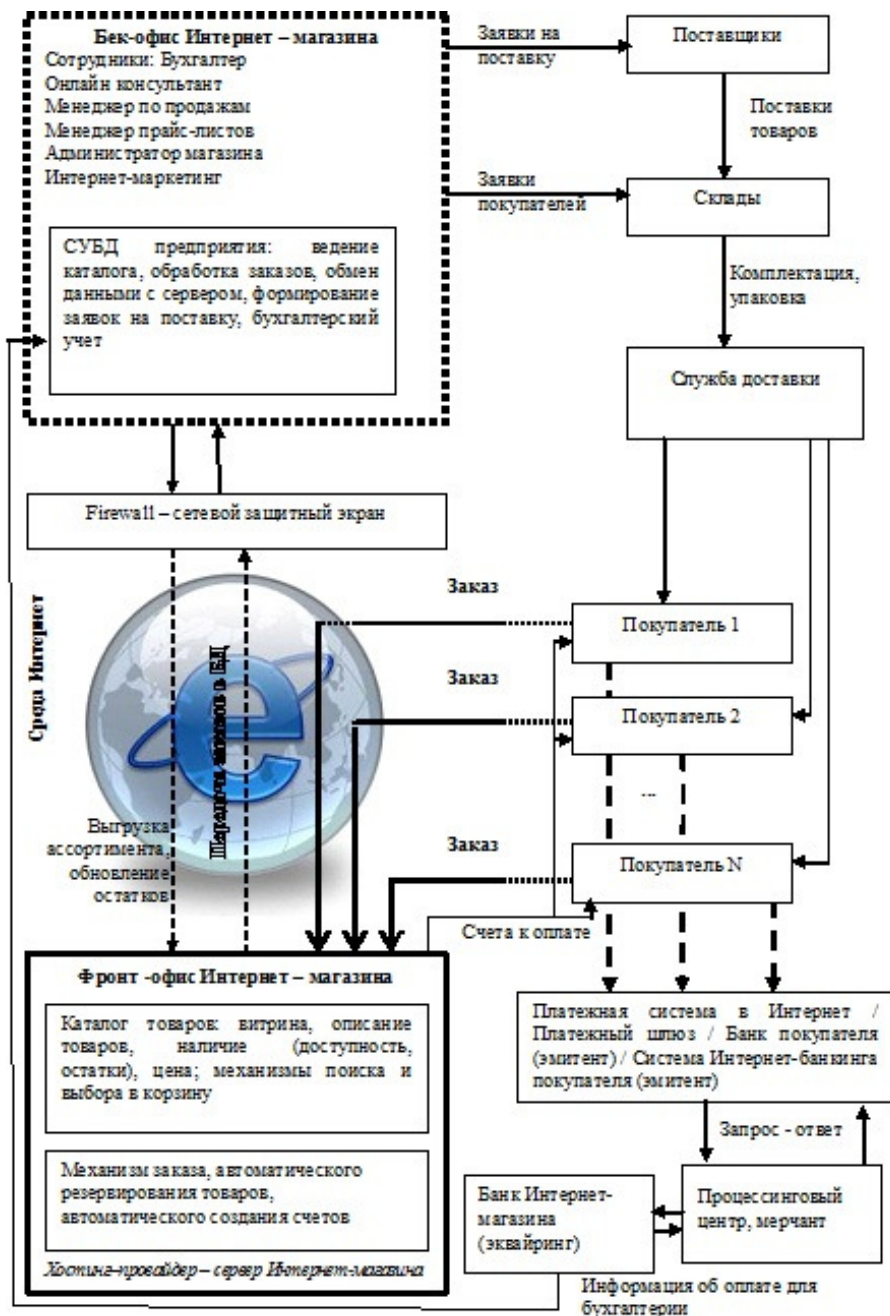 Бек-офис Интернет – магазина
Сотрудники: Бухгалтер
Онлайн консультант
Менеджер по продажам
Менеджер прайс-листов
Администратор магазина
Интернет-маркетинг
СУБД предприятия: ведение
каталога, обработка заказов, обмен
данными с сервером, формирование
заявок на поставку, бухгалтерский
учет
Заявки на
поставку
Поставщики
Поставки
товаров
Заявки
покупателей
Склады
Комплектация,
упаковка
Служба доставки
Firewall – сетевой защитный экран
Среда Интернет
Передача заказов в БД
Выгрузка
ассортимента,
обновление
остатков
Заказ
Покупатель 1
Заказ
Покупатель 2
...
Заказ
Покупатель N
Счета к оплате
Фронт -офис Интернет – магазина
Каталог товаров: витрина, описание
товаров, наличие (доступность,
остатки), цена; механизмы поиска и
выбора в корзину
Механизм заказа, автоматического
резервирования товаров,
автоматического создания счетов
Хостинг-провайдер – сервер Интернет-магазина
Платежная система в Интернет /
Платежный шлюз / Банк покупателя
(эмитент) / Система Интернет-банкинга
покупателя (эмитент)
Запрос - ответ
Банк Интернет-
магазина
(эквайринг)
Процессинговый
центр, мерчант
Информация об оплате для
бухгалтерии